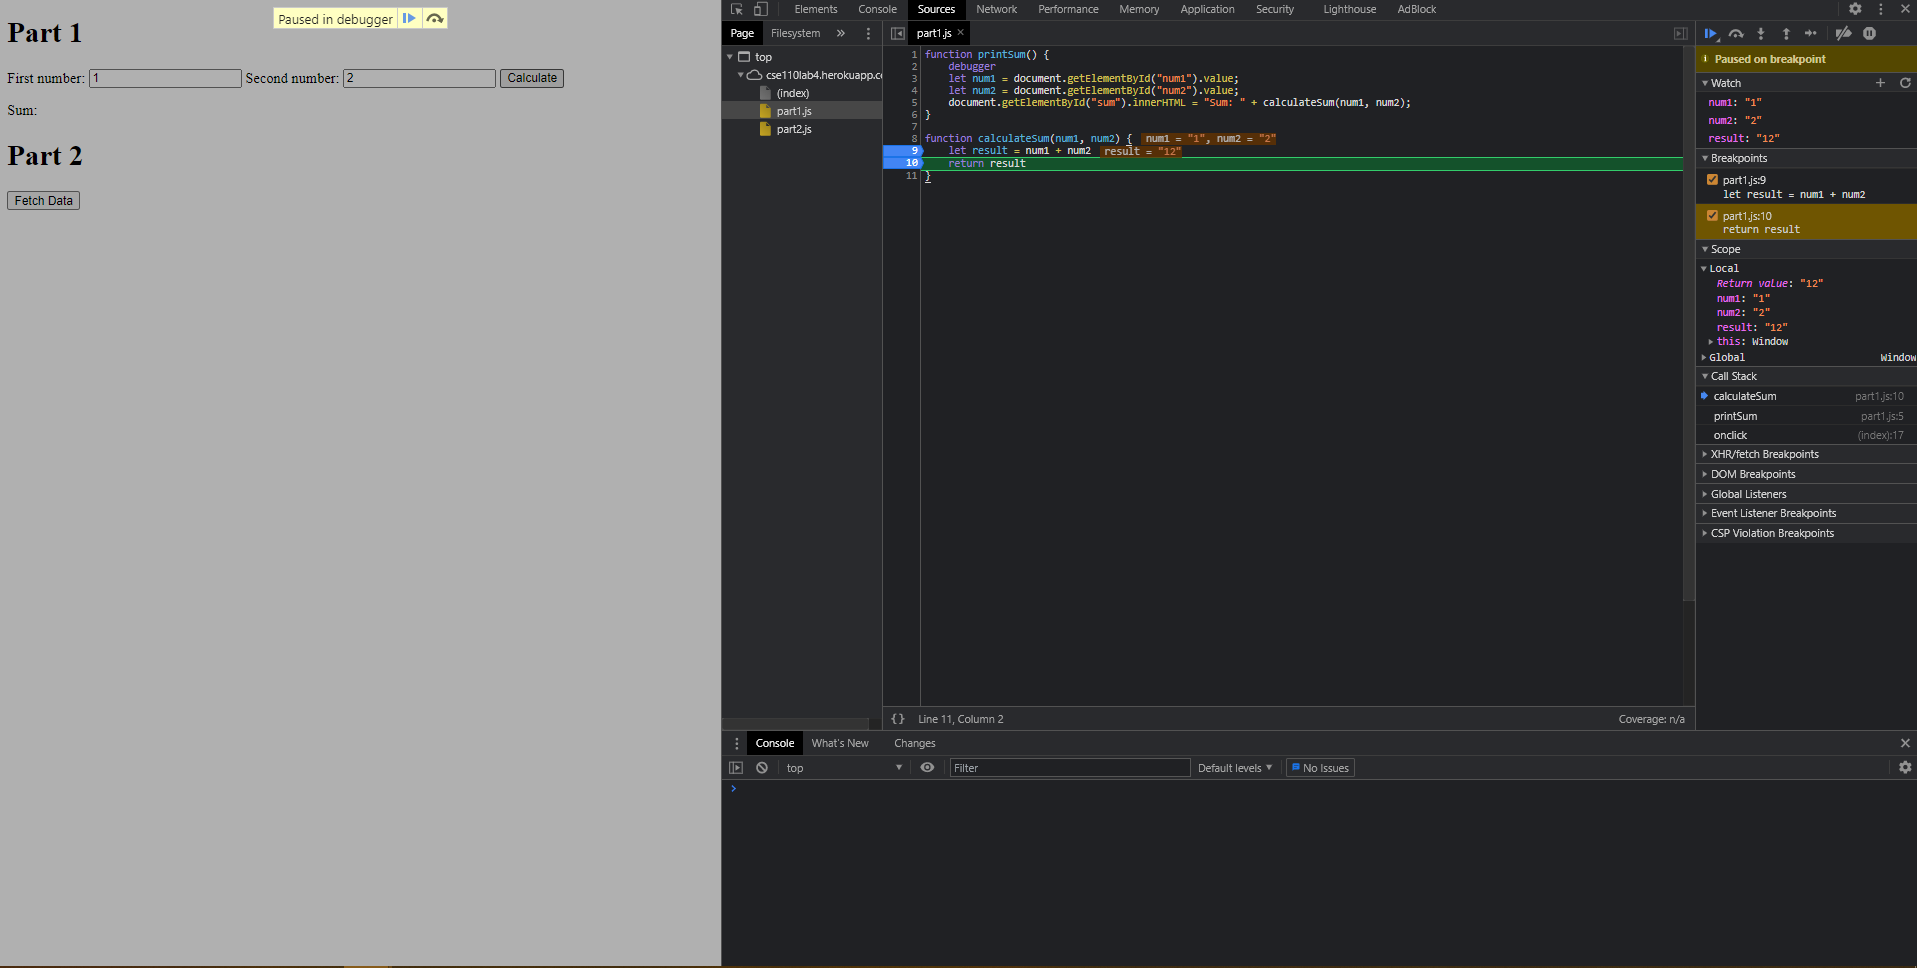 Paused in debugger
Part 1
First number: 1 Second number: 2 Calculate
Sum:
Part 2
Fetch Data
Elements Console Sources Network Performance Memory Application Security Lighthouse AdBlock
Page Filesystem »
part1.js ×
top
cse110lab4.herokuapp.c
(index)
part1.js
part2.js
1 function printSum() {
2 debugger
3 let num1 = document.getElementById("num1").value;
4 let num2 = document.getElementById("num2").value;
5 document.getElementById("sum").innerHTML = "Sum: " + calculateSum(num1, num2);
6 }
7
8 function calculateSum(num1, num2) { num1 = "1", num2 = "2"
9 let result = num1 + num2 result = "12"
10 return result
11 }
{} Line 11, Column 2 Coverage: n/a
Paused on breakpoint
Watch
num1: "1"
num2: "2"
result: "12"
Breakpoints
part1.js:9
let result = num1 + num2
part1.js:10
return result
Scope
Local
Return value: "12"
num1: "1"
num2: "2"
result: "12"
this: Window
Global Window
Call Stack
calculateSum part1.js:10
printSum part1.js:5
onclick (index):17
XHR/fetch Breakpoints
DOM Breakpoints
Global Listeners
Event Listener Breakpoints
CSP Violation Breakpoints
Console What's New Changes
top Filter Default levels No Issues